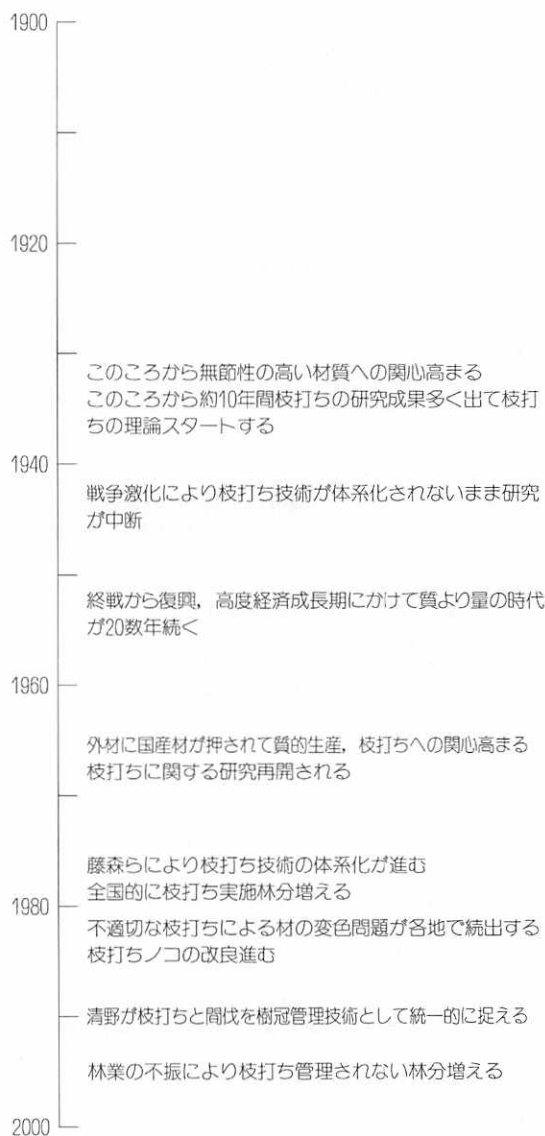 1900
1920
このころから無節性の高い材質への関心高まる
このころから約10年間枝打ちの研究成果多く出て枝打
ちの理論スタートする
1940
戦争激化により枝打ち技術が体系化されないまま研究
が中断
終戦から復興，高度経済成長期にかけて質より量の時代
が20数年続く
1960
外材に国産材が押されて質的生産，枝打ちへの関心高まる
枝打ちに関する研究再開される
藤森らにより枝打ち技術の体系化が進む
全国的に枝打ち実施林分増える
1980
不適切な枝打ちによる材の変色問題が各地で続出する
枝打ちノコの改良進む
清野が枝打ちと間伐を樹冠管理技術として統一的に捉える
林業の不振により枝打ち管理されない林分増える
2000